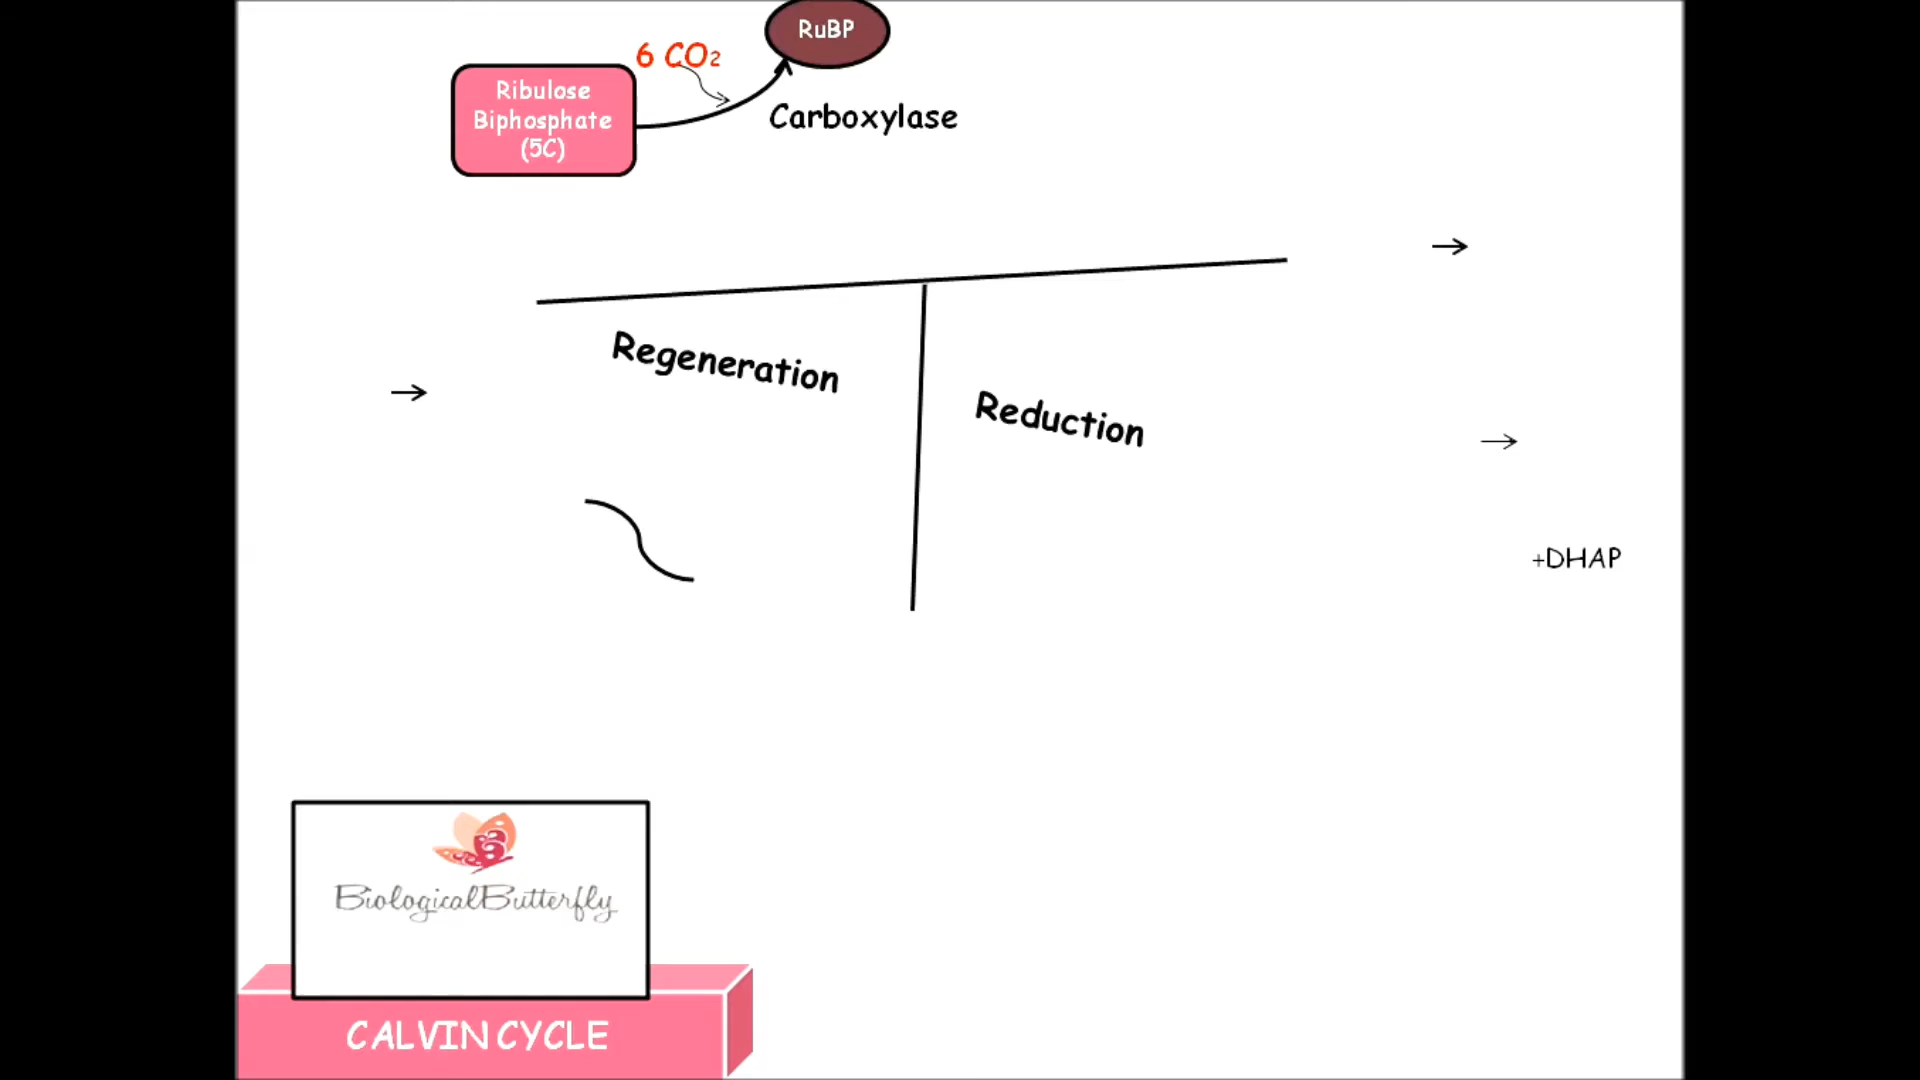 RuBP
6 CO₂
Ribulose
Biphosphate
(5C)
Carboxylase
Regeneration
Reduction
+DHAP
BiologicalButterfly
CALVIN CYCLE